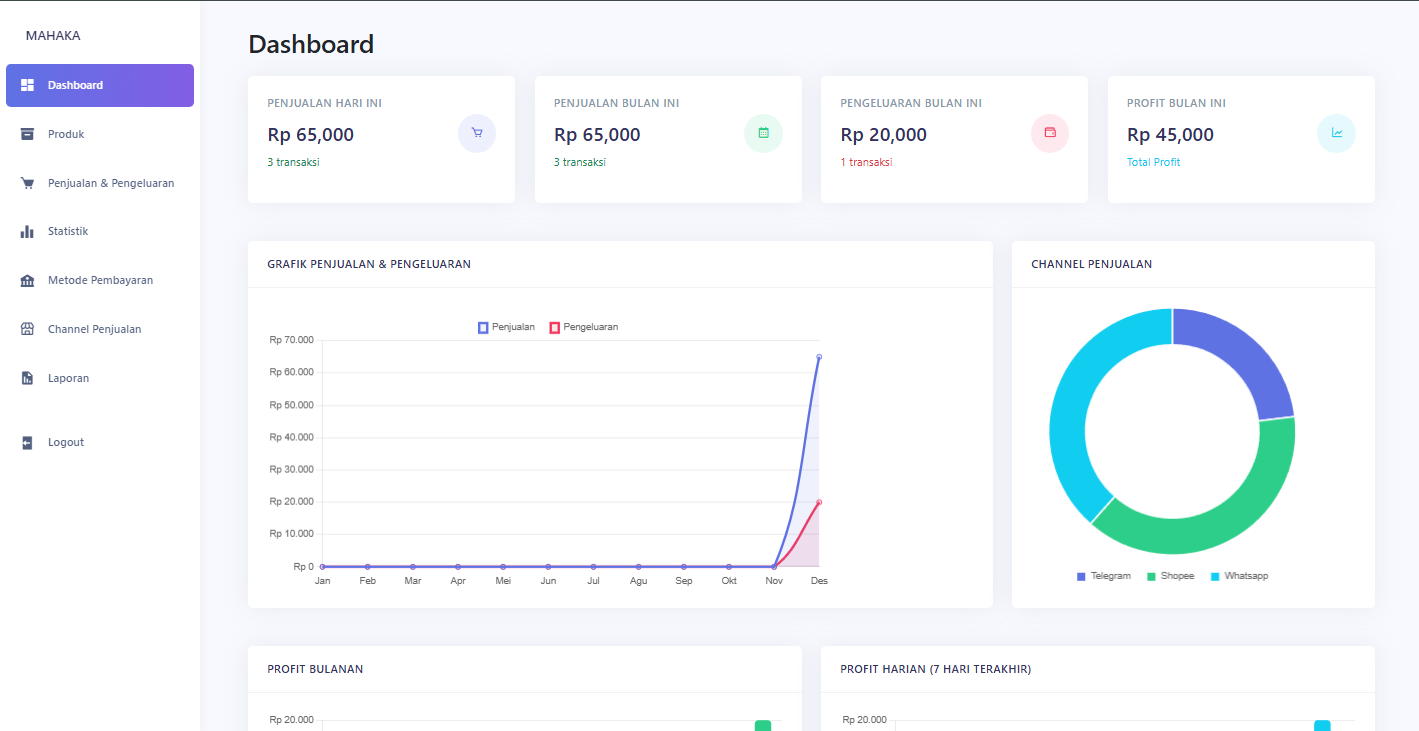 MAHAKA
Dashboard
Produk
Penjualan & Pengeluaran
Statistik
Metode Pembayaran
Channel Penjualan
Laporan
Logout
Dashboard
PENJUALAN HARI INI
Rp 65,000
3 transaksi
PENJUALAN BULAN INI
Rp 65,000
3 transaksi
PENGELUARAN BULAN INI
Rp 20,000
1 transaksi
PROFIT BULAN INI
Rp 45,000
Total Profit
GRAFIK PENJUALAN & PENGELUARAN
Penjualan Pengeluaran
Rp 70.000
Rp 60.000
Rp 50.000
Rp 40.000
Rp 30.000
Rp 20.000
Rp 10.000
Rp 0
Jan Feb Mar Apr Mei Jun Jul Agu Sep Okt Nov Des
CHANNEL PENJUALAN
Telegram Shopee Whatsapp
PROFIT BULANAN
Rp 20.000
PROFIT HARIAN (7 HARI TERAKHIR)
Rp 20.000